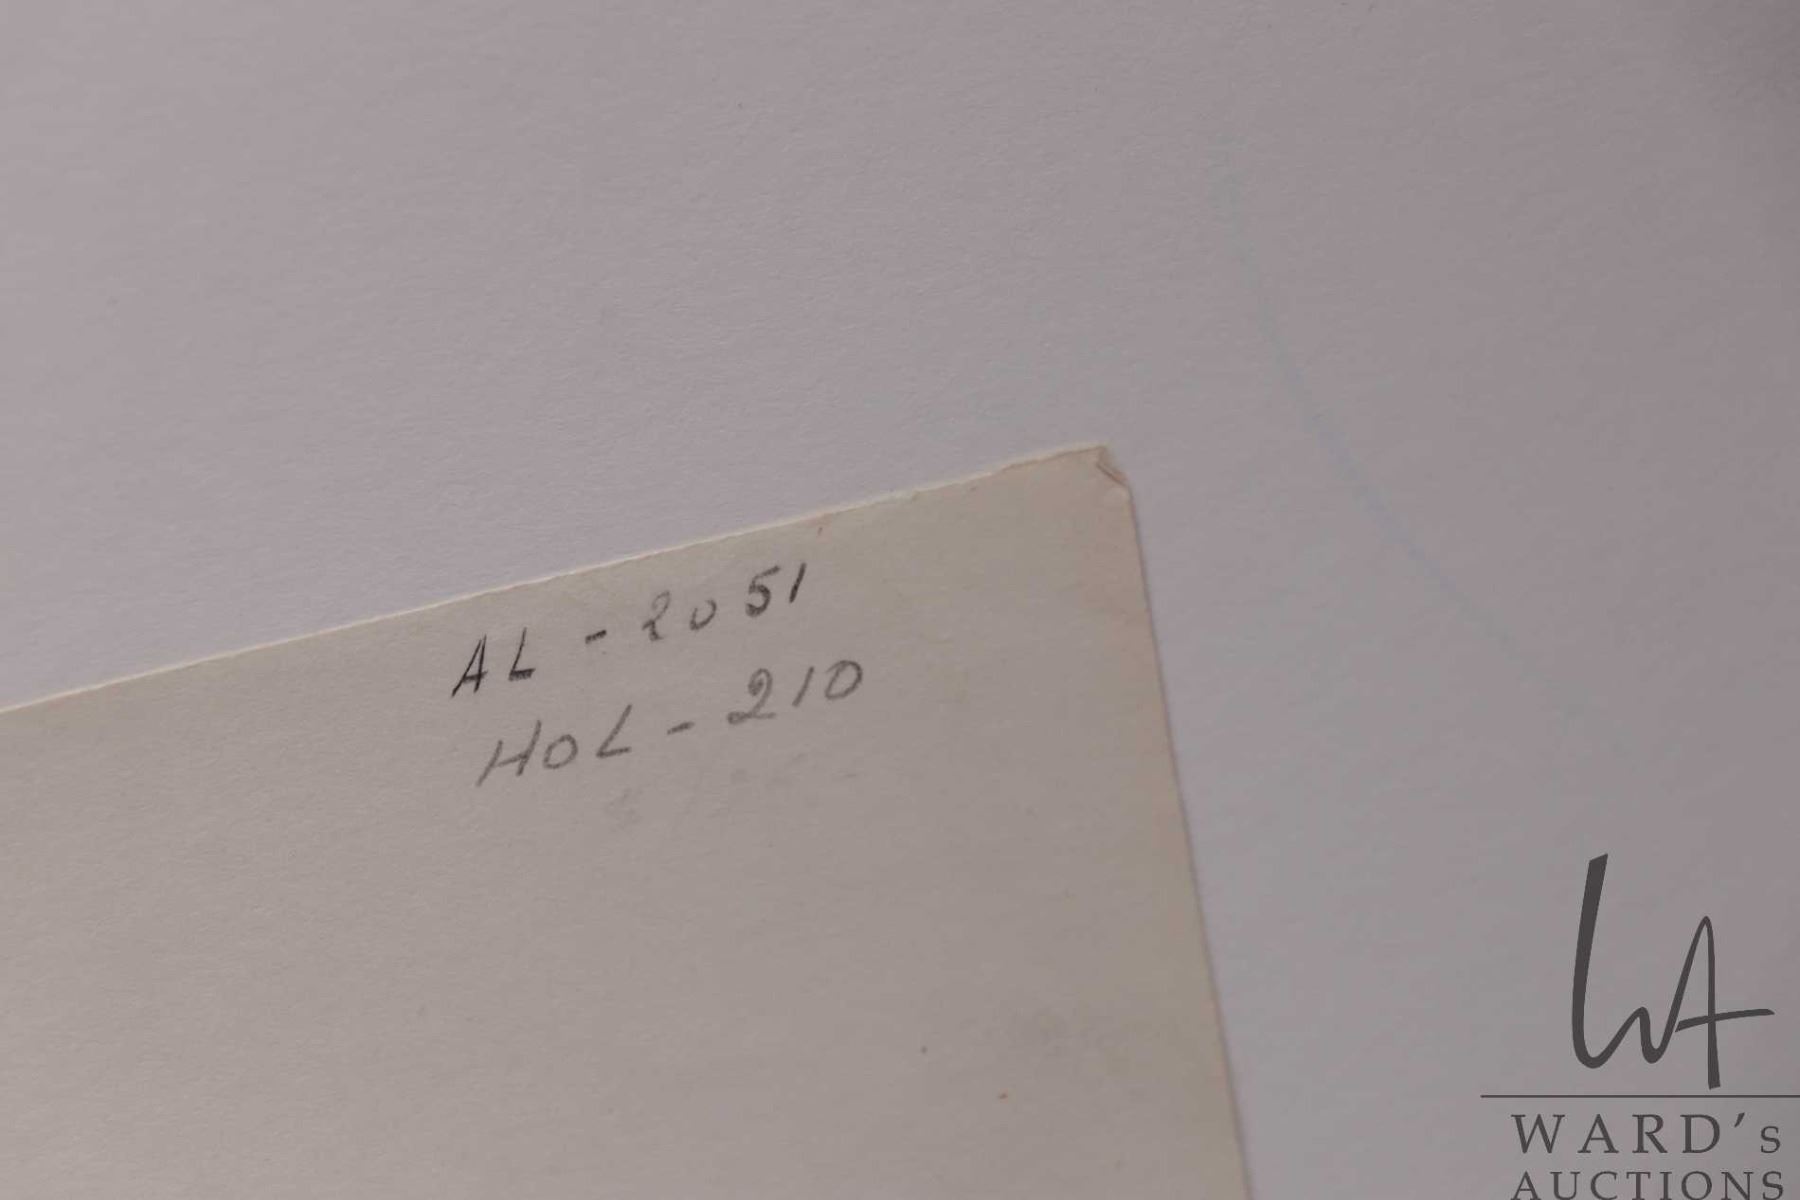 AL - 2051
HOL - 210
WARD's
AUCTIONS